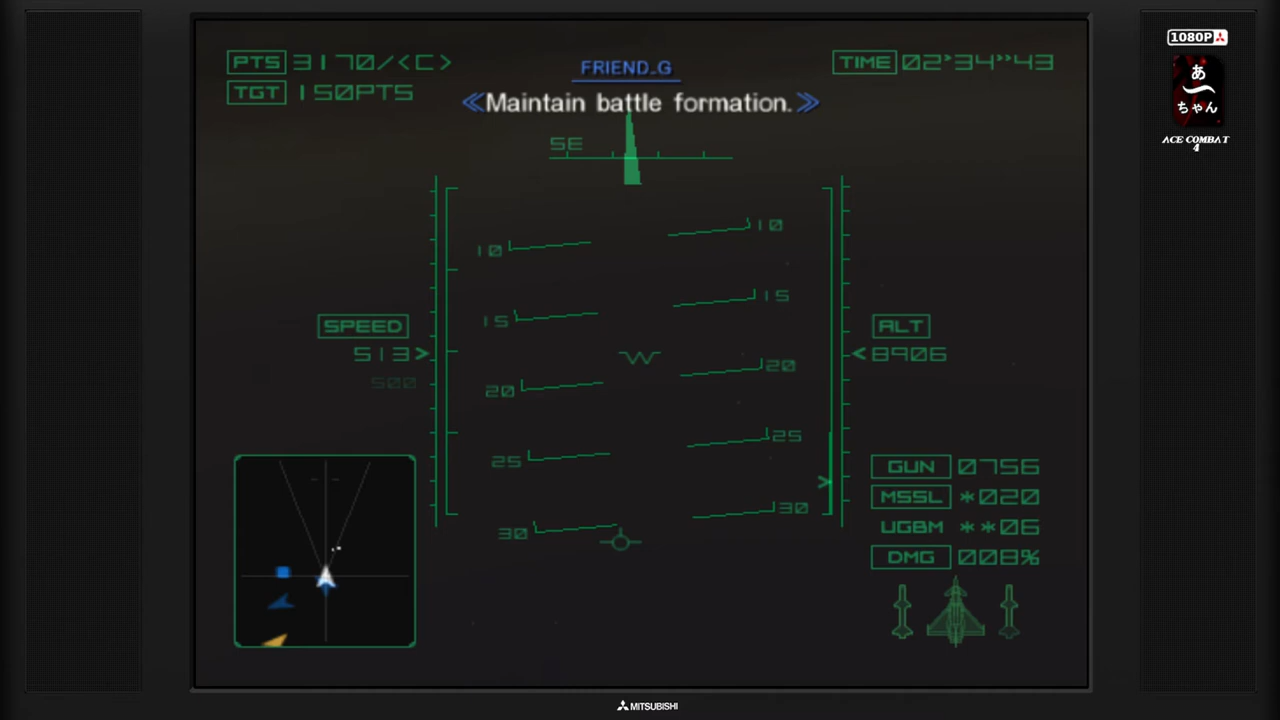 PTS 3170/<C>
TGT 150PTS
FRIEND_G
≪Maintain battle formation.≫
TIME 02'34"43
1080P
あ
ー
ちゃん
ACE COMBAT
4
SE
10 10
15 15
20 20
25 25
30 30
SPEED
513>
500
ALT
<8906
GUN 0756
MSSL *020
UGBM **06
DMG 008%
MITSUBISHI